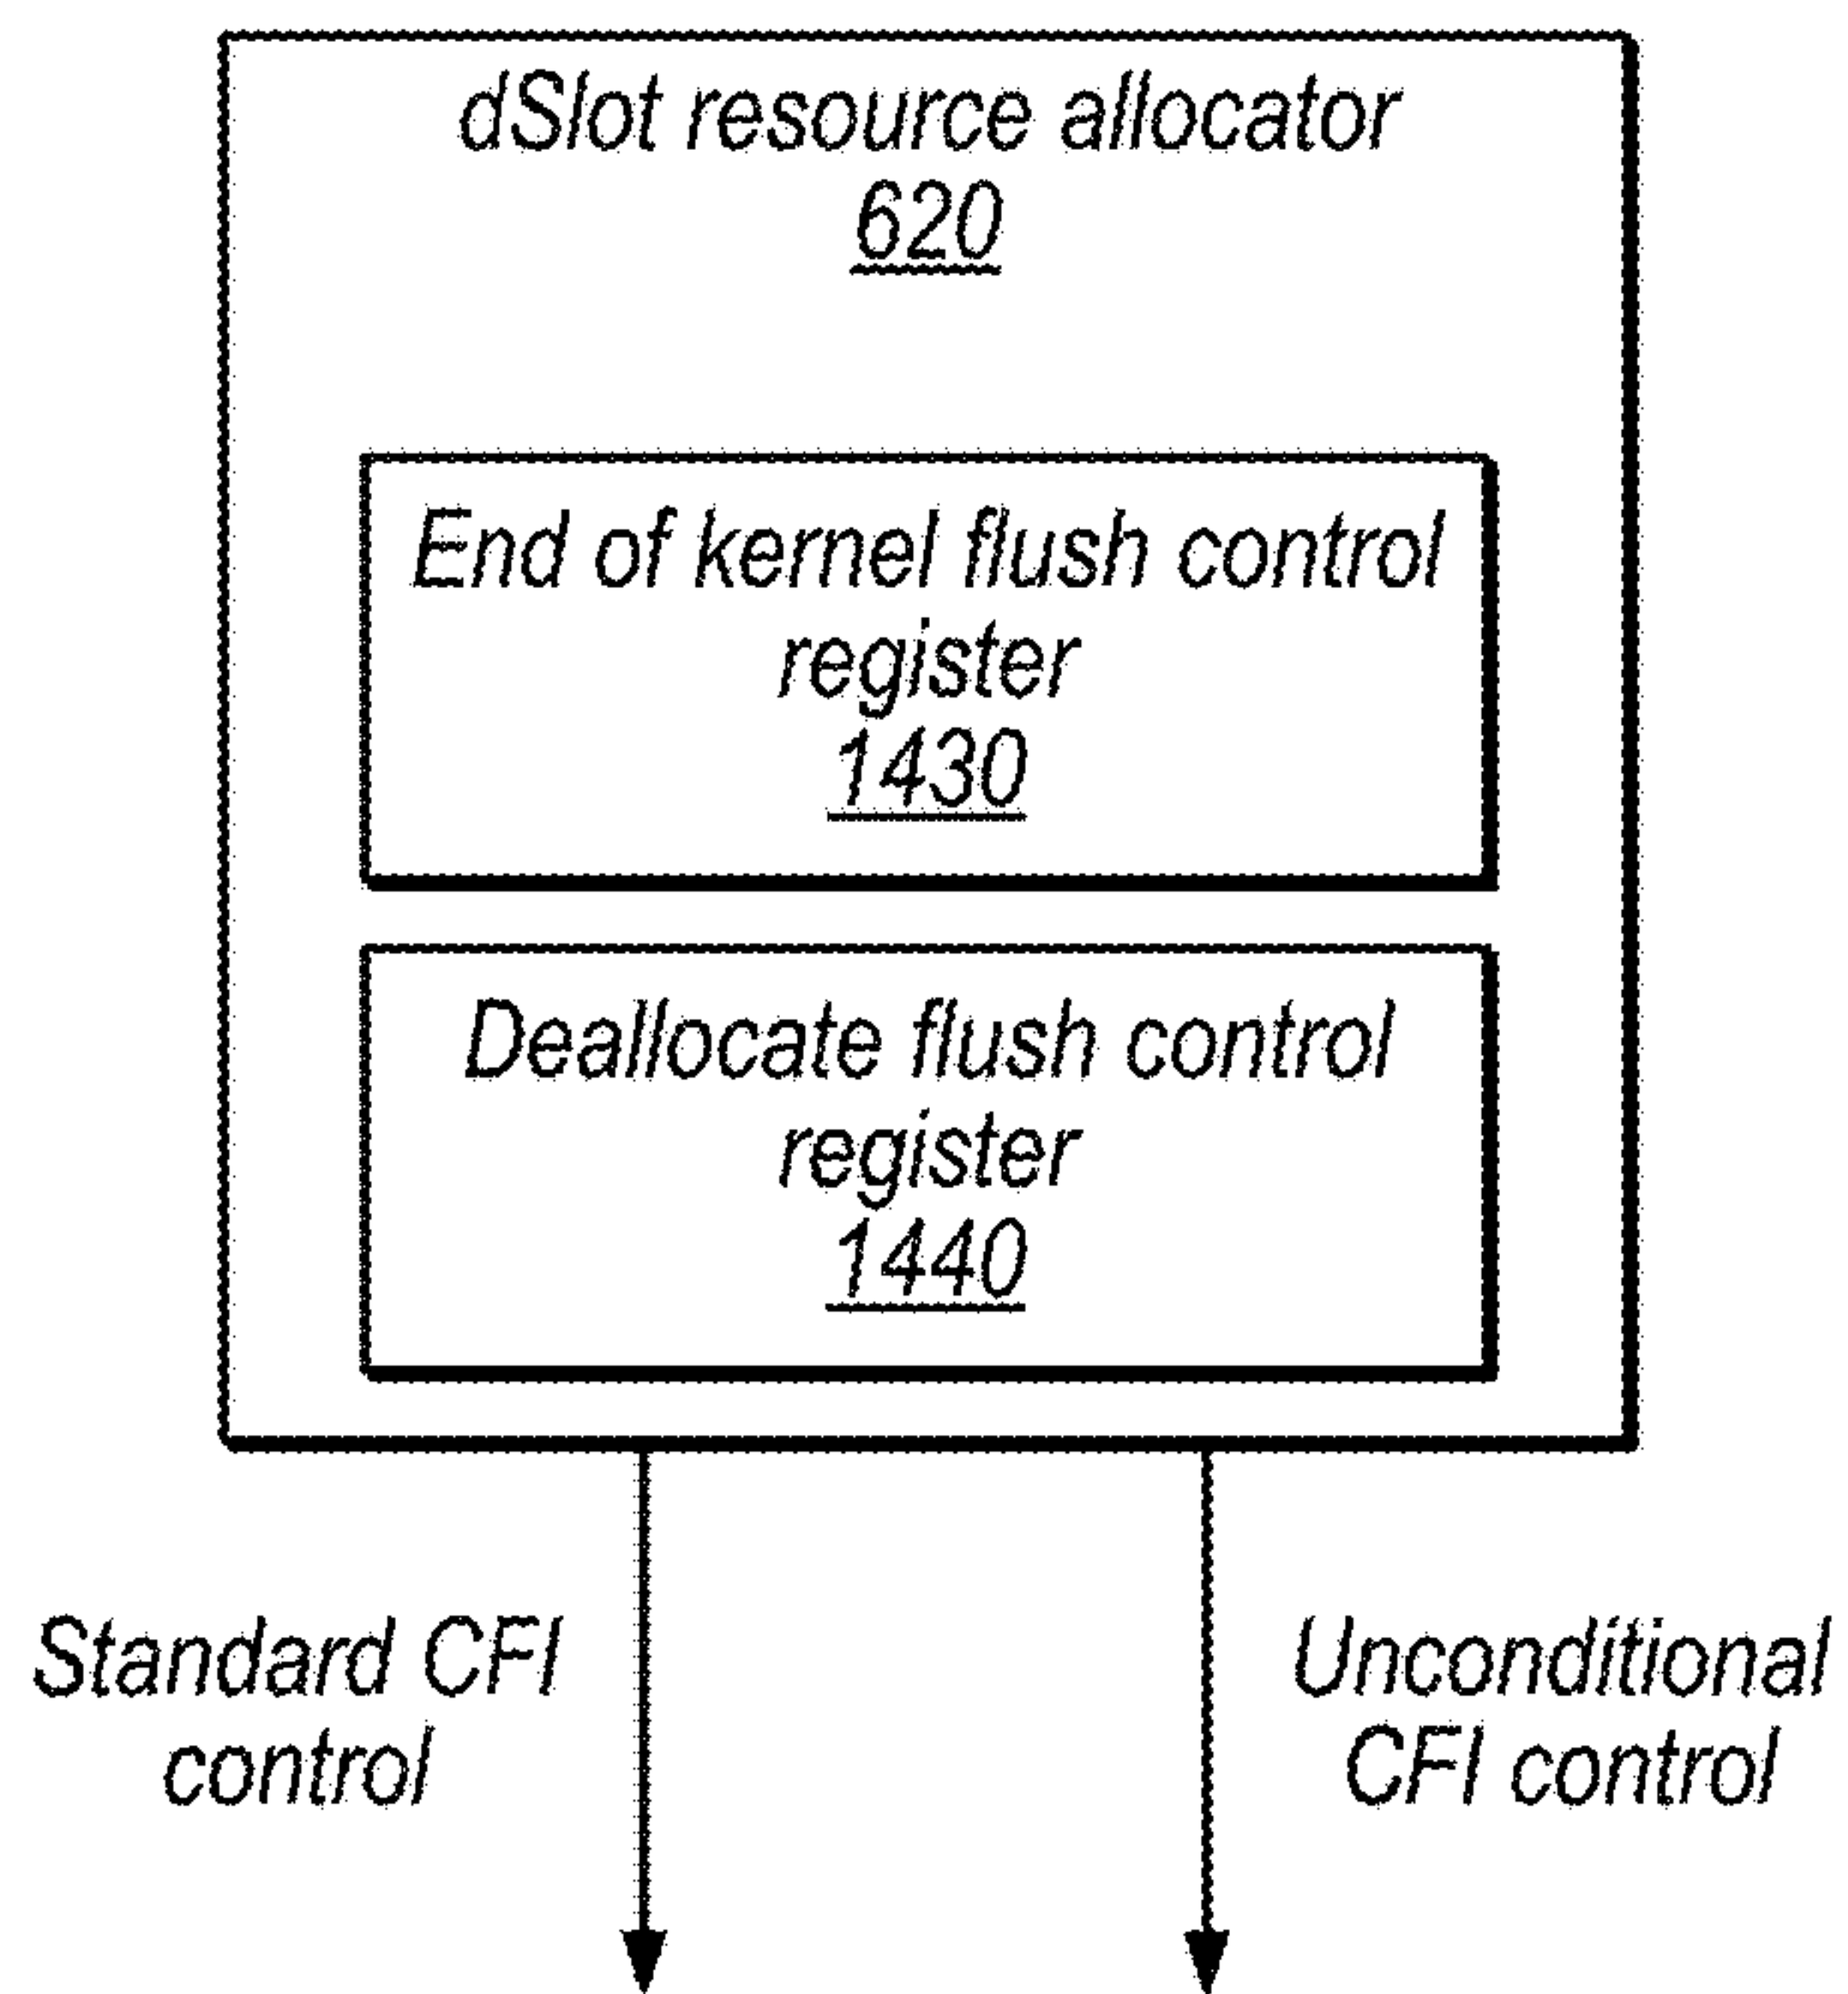 dSlot resource allocator
620
End of kernel flush control
register
1430
Deallocate flush control
register
1440
Standard CFI
control
Unconditional
CFI control